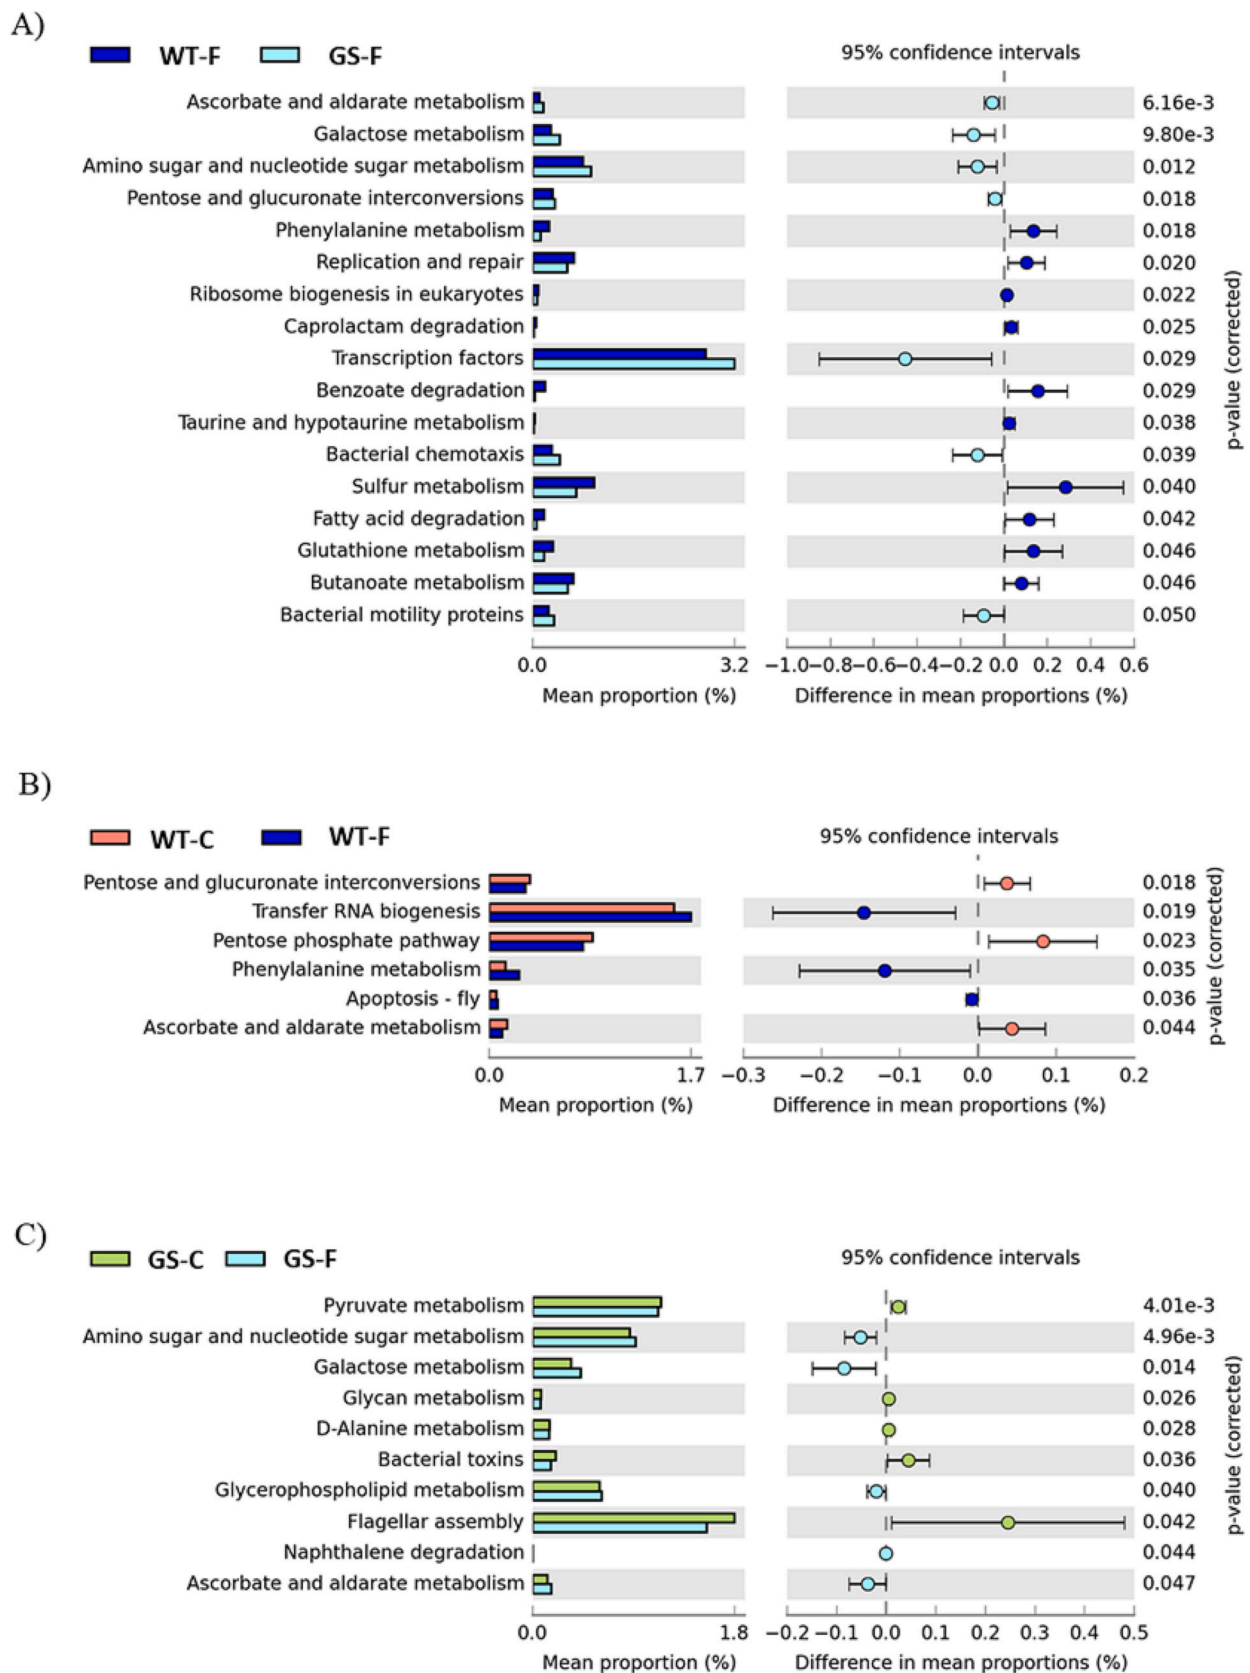 A)
WT-F GS-F 95% confidence intervals
Ascorbate and aldarate metabolism 6.16e-3
Galactose metabolism 9.80e-3
Amino sugar and nucleotide sugar metabolism 0.012
Pentose and glucuronate interconversions 0.018
Phenylalanine metabolism 0.018
Replication and repair 0.020
Ribosome biogenesis in eukaryotes 0.022
Caprolactam degradation 0.025
Transcription factors 0.029
Benzoate degradation 0.029
Taurine and hypotaurine metabolism 0.038
Bacterial chemotaxis 0.039
Sulfur metabolism 0.040
Fatty acid degradation 0.042
Glutathione metabolism 0.046
Butanoate metabolism 0.046
Bacterial motility proteins 0.050
p-value (corrected)
0.0 3.2 −1.0 −0.8 −0.6 −0.4 −0.2 0.0 0.2 0.4 0.6
Mean proportion (%) Difference in mean proportions (%)
B)
WT-C WT-F 95% confidence intervals
Pentose and glucuronate interconversions 0.018
Transfer RNA biogenesis 0.019
Pentose phosphate pathway 0.023
Phenylalanine metabolism 0.035
Apoptosis - fly 0.036
Ascorbate and aldarate metabolism 0.044
p-value (corrected)
0.0 1.7 −0.3 −0.2 −0.1 0.0 0.1 0.2
Mean proportion (%) Difference in mean proportions (%)
C)
GS-C GS-F 95% confidence intervals
Pyruvate metabolism 4.01e-3
Amino sugar and nucleotide sugar metabolism 4.96e-3
Galactose metabolism 0.014
Glycan metabolism 0.026
D-Alanine metabolism 0.028
Bacterial toxins 0.036
Glycerophospholipid metabolism 0.040
Flagellar assembly 0.042
Naphthalene degradation 0.044
Ascorbate and aldarate metabolism 0.047
p-value (corrected)
0.0 1.8 −0.2 −0.1 0.0 0.1 0.2 0.3 0.4 0.5
Mean proportion (%) Difference in mean proportions (%)